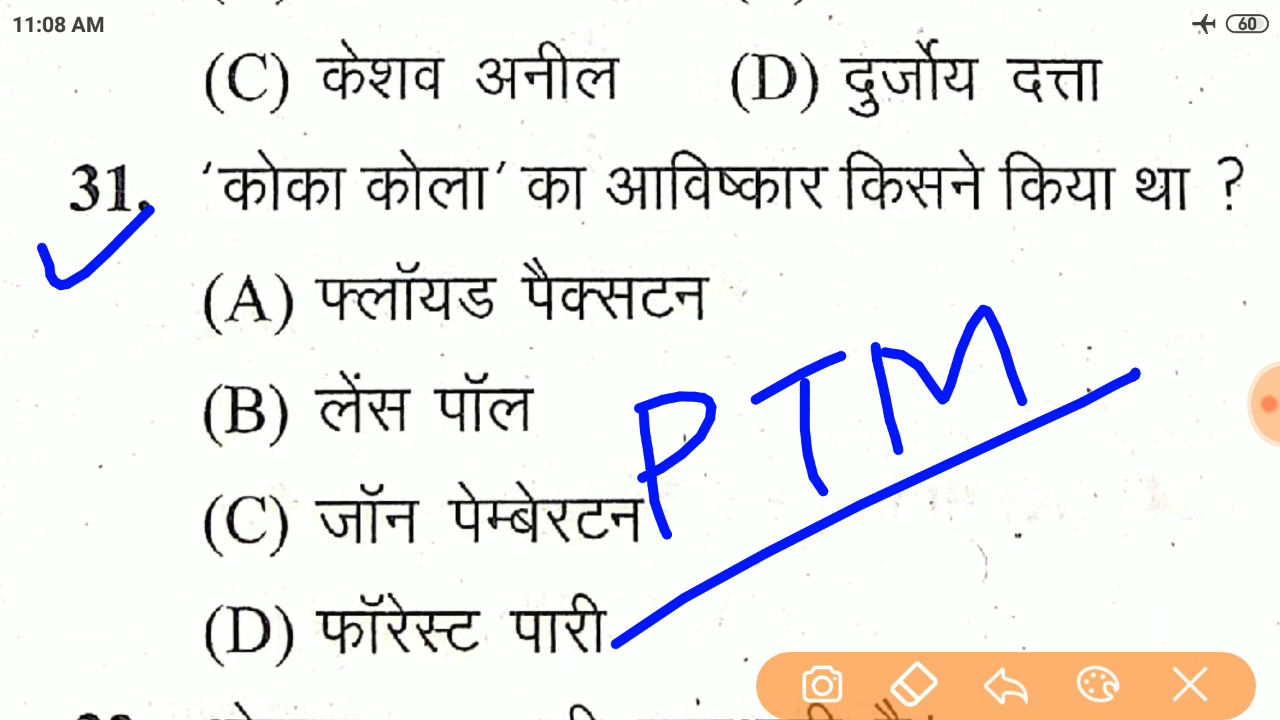 11:08 AM
60
(C) केशव अनील (D) दुर्जोय दत्ता
31. ‘कोका कोला’ का आविष्कार किसने किया था ?
(A) फ्लॉयड पैक्सटन
(B) लेंस पॉल
PTM
(C) जॉन पेम्बेरटन
(D) फॉरेस्ट पारी